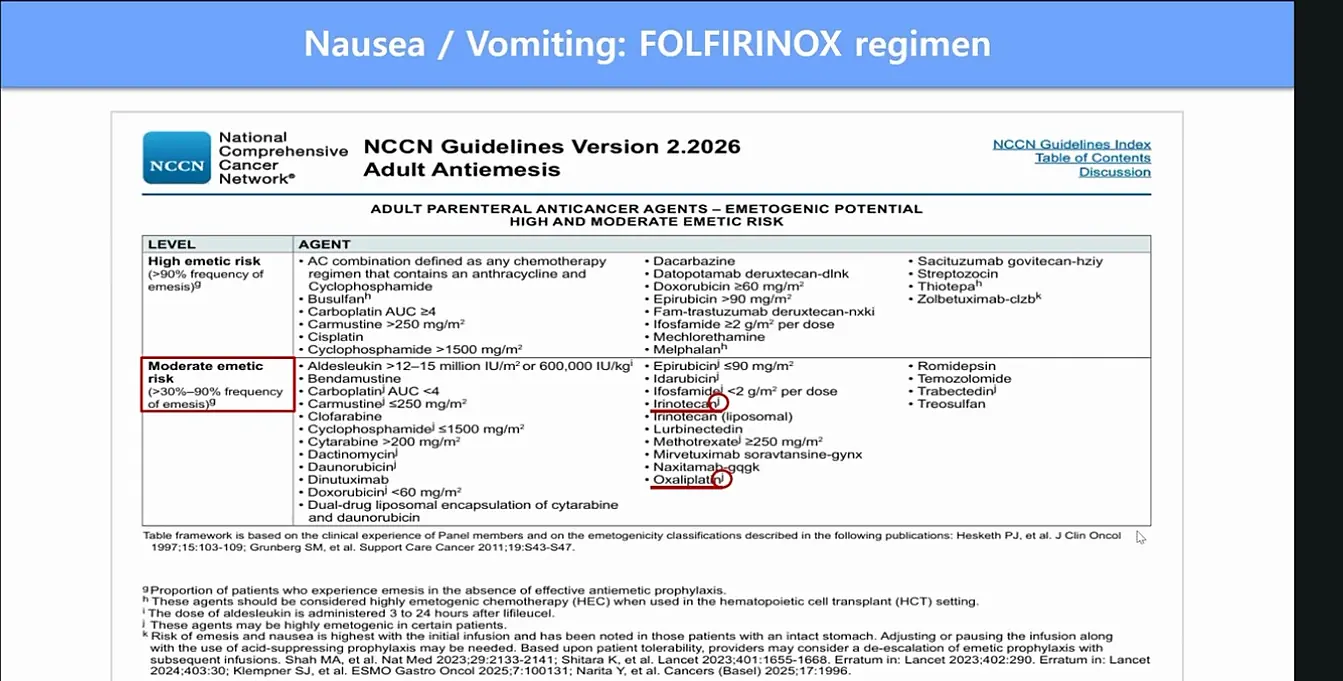 Nausea / Vomiting: FOLFIRINOX regimen
NCCN
National
Comprehensive
Cancer
Network®
NCCN Guidelines Version 2.2026
Adult Antiemesis
NCCN Guidelines Index
Table of Contents
Discussion
ADULT PARENTERAL ANTICANCER AGENTS – EMETOGENIC POTENTIAL
HIGH AND MODERATE EMETIC RISK
LEVEL
AGENT
High emetic risk
(>90% frequency of
emesis)g
• AC combination defined as any chemotherapy
regimen that contains an anthracycline and
Cyclophosphamide
• Busulfanh
• Carboplatin AUC ≥4
• Carmustine >250 mg/m²
• Cisplatin
• Cyclophosphamide >1500 mg/m²
• Dacarbazine
• Datopotamab deruxtecan-dlnk
• Doxorubicin ≥60 mg/m²
• Epirubicin >90 mg/m²
• Fam-trastuzumab deruxtecan-nxki
• Ifosfamide ≥2 g/m² per dose
• Mechlorethamine
• Melphalanh
• Sacituzumab govitecan-hziy
• Streptozocin
• Thiotepah
• Zolbetuximab-clzbk
Moderate emetic
risk
(>30%–90% frequency
of emesis)g
• Aldesleukin >12–15 million IU/m² or 600,000 IU/kgi
• Bendamustine
• Carboplatinj AUC <4
• Carmustinej ≤250 mg/m²
• Clofarabine
• Cyclophosphamidej ≤1500 mg/m²
• Cytarabine >200 mg/m²
• Dactinomycinj
• Daunorubicinj
• Dinutuximab
• Doxorubicinj <60 mg/m²
• Dual-drug liposomal encapsulation of cytarabine
and daunorubicin
• Epirubicinj ≤90 mg/m²
• Idarubicinj
• Ifosfamidej <2 g/m² per dose
• Irinotecanj
• Irinotecan (liposomal)
• Lurbinectedin
• Methotrexatej ≥250 mg/m²
• Mirvetuximab soravtansine-gynx
• Naxitamab-gqgk
• Oxaliplatinj
• Romidepsin
• Temozolomide
• Trabectedinj
• Treosulfan
Table framework is based on the clinical experience of Panel members and on the emetogenicity classifications described in the following publications: Hesketh PJ, et al. J Clin Oncol
1997;15:103-109; Grunberg SM, et al. Support Care Cancer 2011;19:S43-S47.
g Proportion of patients who experience emesis in the absence of effective antiemetic prophylaxis.
h These agents should be considered highly emetogenic chemotherapy (HEC) when used in the hematopoietic cell transplant (HCT) setting.
i The dose of aldesleukin is administered 3 to 24 hours after lifileucel.
j These agents may be highly emetogenic in certain patients.
k Risk of emesis and nausea is highest with the initial infusion and has been noted in those patients with an intact stomach. Adjusting or pausing the infusion along
with the use of acid-suppressing prophylaxis may be needed. Based upon patient tolerability, providers may consider a de-escalation of emetic prophylaxis with
subsequent infusions. Shah MA, et al. Nat Med 2023;29:2133-2141; Shitara K, et al. Lancet 2023;401:1655-1668. Erratum in: Lancet 2023;402:290. Erratum in: Lancet
2024;403:30; Klempner SJ, et al. ESMO Gastro Oncol 2025;7:100131; Narita Y, et al. Cancers (Basel) 2025;17:1996.